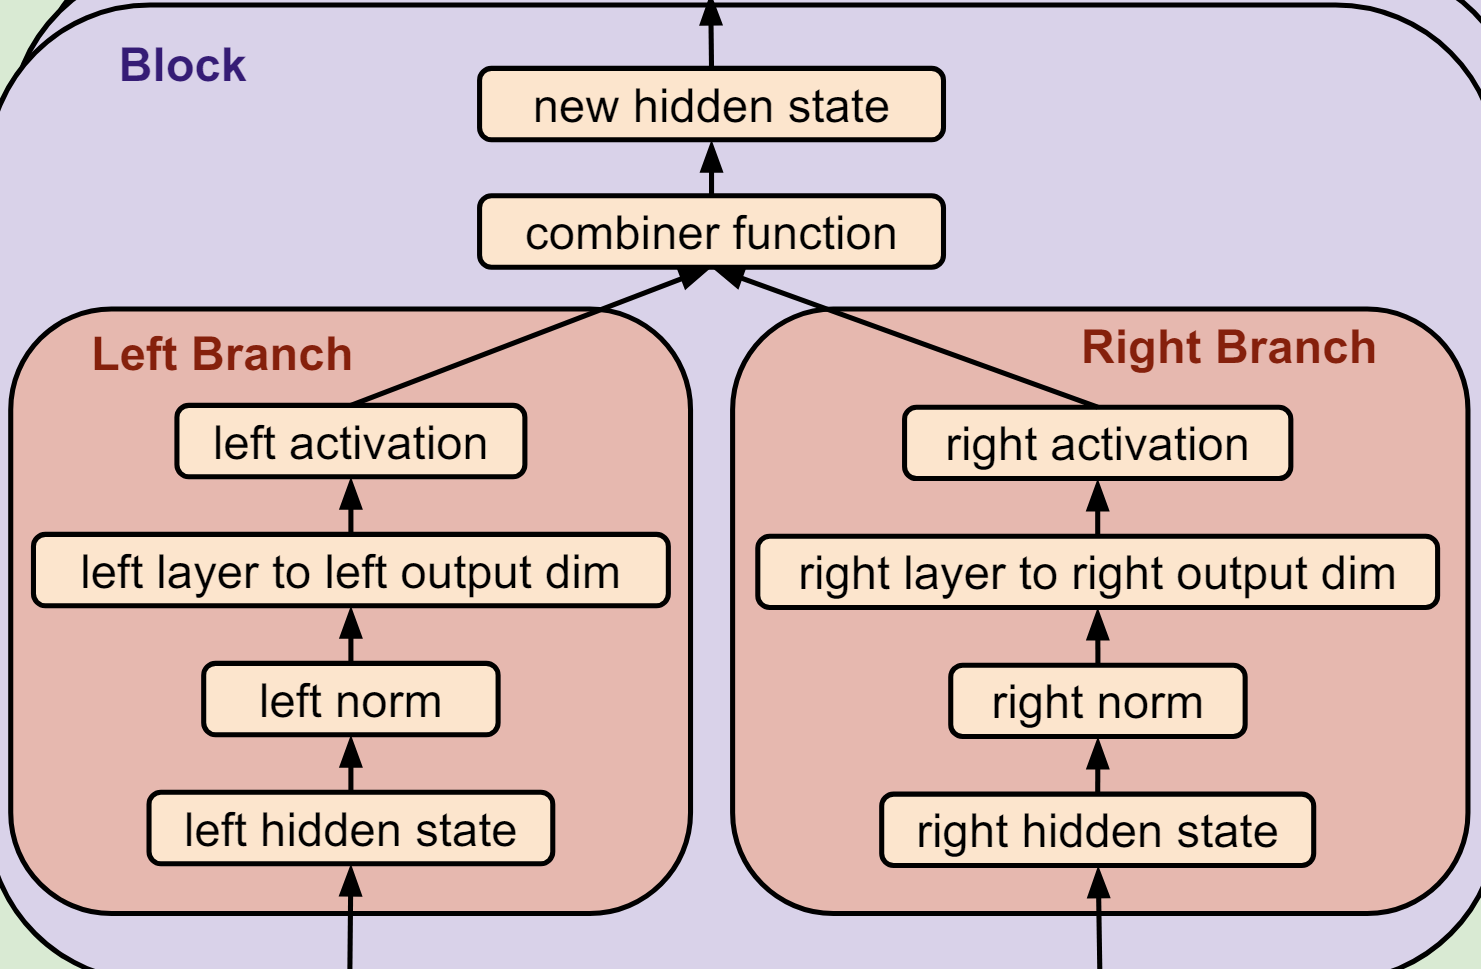 Block
new hidden state
combiner function
Left Branch
left activation
left layer to left output dim
left norm
left hidden state
Right Branch
right activation
right layer to right output dim
right norm
right hidden state